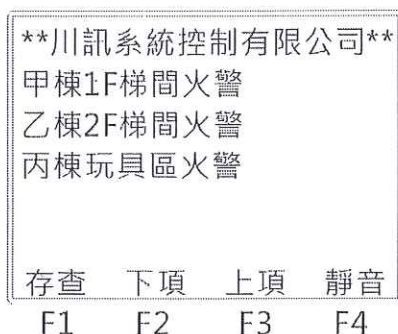 **川訊系統控制有限公司**
甲棟1F梯間火警
乙棟2F梯間火警
丙棟玩具區火警
存查 下項 上項 靜音
F1 F2 F3 F4